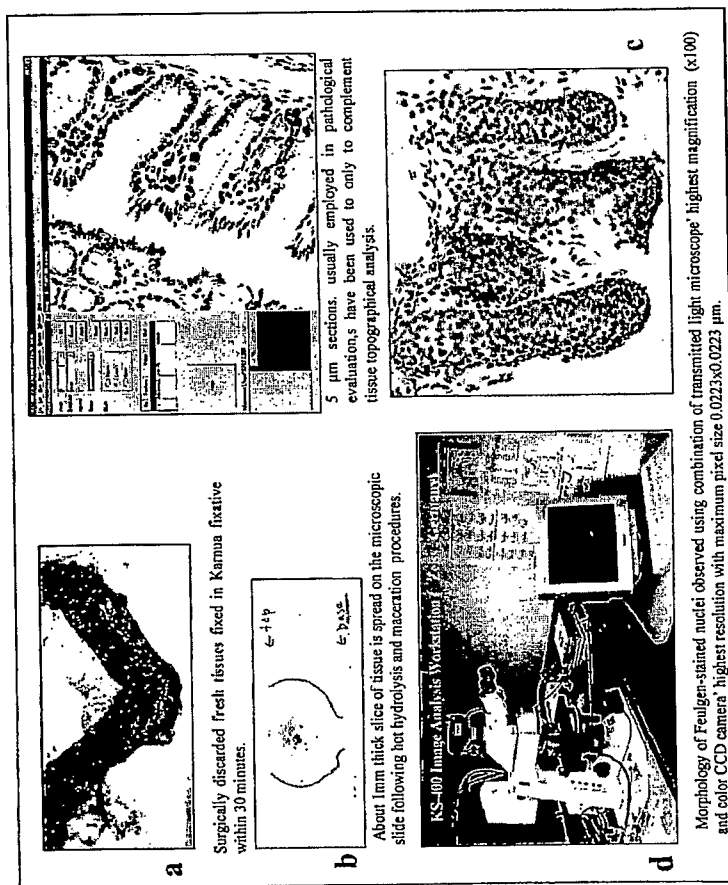 a
Surgically discarded fresh tissues fixed in Karnua fixative
within 30 minutes.
b
← top
← base
About 1mm thick slice of tissue is spread on the microscopic
slide following hot hydrolysis and maceration procedures.
5 µm sections, usually employed in pathological
evaluation,s have been used to only to complement
tissue topographical analysis.
c
d
KS-400 Image Analysis Workstation
Morphology of Feulgen-stained nuclei observed using combination of transmitted light microscope' highest magnification (x100)
and color CCD camera' highest resolution with maximum pixel size 0.0223x0.0223 µm.